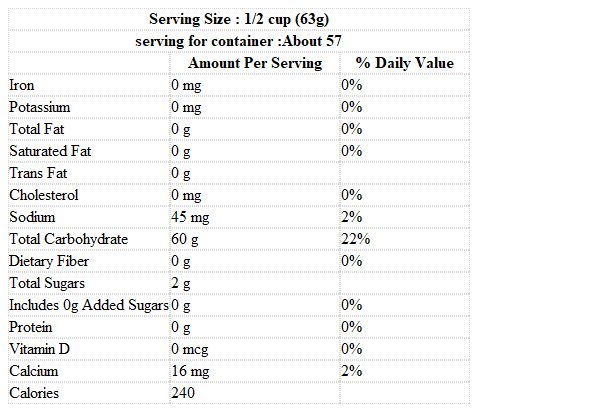 Serving Size : 1/2 cup (63g)
serving for container :About 57
Amount Per Serving % Daily Value
Iron 0 mg 0%
Potassium 0 mg 0%
Total Fat 0 g 0%
Saturated Fat 0 g 0%
Trans Fat 0 g
Cholesterol 0 mg 0%
Sodium 45 mg 2%
Total Carbohydrate 60 g 22%
Dietary Fiber 0 g 0%
Total Sugars 2 g
Includes 0g Added Sugars 0 g 0%
Protein 0 g 0%
Vitamin D 0 mcg 0%
Calcium 16 mg 2%
Calories 240